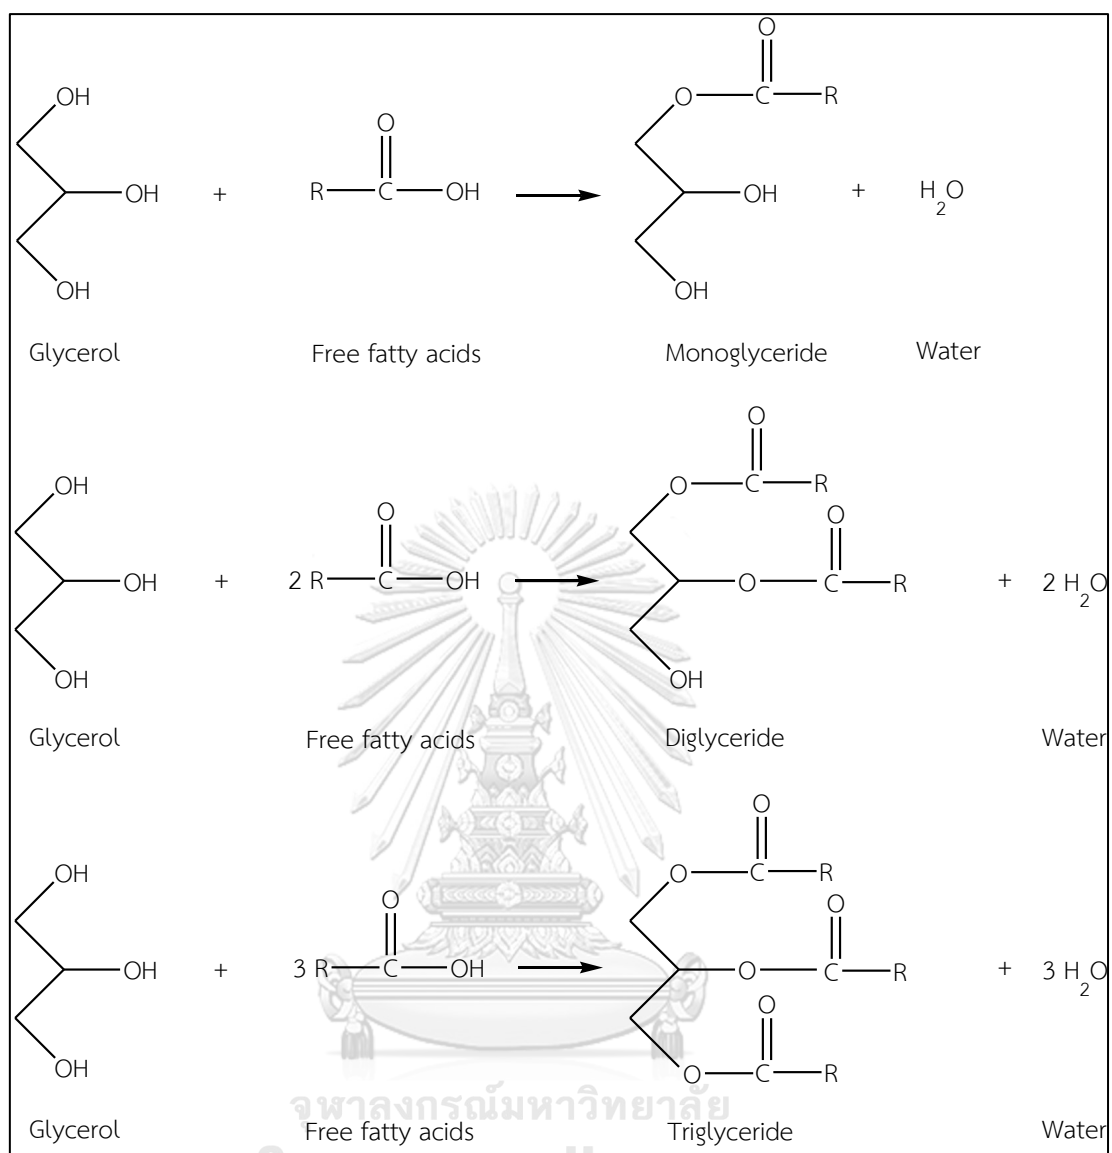 OH
O
OH
+
R
C
O
OH
O
C
O
R
OH
OH
+
H2O
Glycerol
Free fatty acids
Monoglyceride
Water
OH
OH
OH
+
2 R
C
O
OH
O
C
O
R
O
C
O
R
OH
+
2 H2O
Glycerol
Free fatty acids
Diglyceride
Water
OH
OH
OH
+
3 R
C
O
OH
O
C
O
R
O
C
O
R
O
C
O
R
+
3 H2O
จุฬาลงกรณ์มหาวิทยาลัย
Glycerol
Free fatty acids
Triglyceride
Water